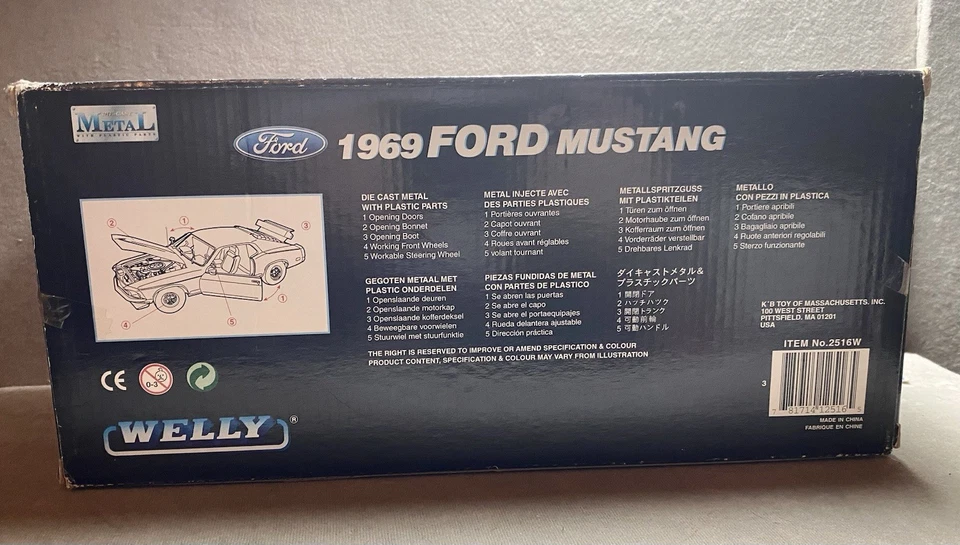 METAL
WITH PLASTIC PARTS
Ford
1969 FORD MUSTANG
2
1
3
4
5
1
DIE CAST METAL
WITH PLASTIC PARTS
1 Opening Doors
2 Opening Bonnet
3 Opening Boot
4 Working Front Wheels
5 Workable Steering Wheel
METAL INJECTE AVEC
DES PARTIES PLASTIQUES
1 Portières ouvrantes
2 Capot ouvrant
3 Coffre ouvrant
4 Roues avant réglables
5 volant tournant
METALLSPRITZGUSS
MIT PLASTIKTEILEN
1 Türen zum öffnen
2 Motorhaube zum öffnen
3 Kofferraum zum öffnen
4 Vorderräder verstellbar
5 Drehbares Lenkrad
METALLO
CON PEZZI IN PLASTICA
1 Portiere apribili
2 Cofano apribile
3 Bagagliaio apribile
4 Ruote anteriori regolabili
5 Sterzo funzionante
GEGOTEN METAAL MET
PLASTIC ONDERDELEN
1 Openslaande deuren
2 Openslaande motorkap
3 Openslaande kofferdeksel
4 Beweegbare voorwielen
5 Stuurwiel met stuurfunktie
PIEZAS FUNDIDAS DE METAL
CON PARTES DE PLASTICO
1 Se abren las puertas
2 Se abre el capo
3 Se abre el portaequipajes
4 Rueda delantera ajustable
5 Dirección práctica
ダイキャストメタル&
プラスチックパーツ
1 開閉ドア
2 ハッチハック
3 開閉トランク
4 可動前輪
5 可動ハンドル
THE RIGHT IS RESERVED TO IMPROVE OR AMEND SPECIFICATION & COLOUR
PRODUCT CONTENT, SPECIFICATION & COLOUR MAY VARY FROM ILLUSTRATION
K*B TOY OF MASSACHUSETTS. INC.
100 WEST STREET
PITTSFIELD, MA 01201
USA
ITEM No.2516W
3
7 81714 12516 5
MADE IN CHINA
FABRIQUE EN CHINE
CE
0-3
WELLY®